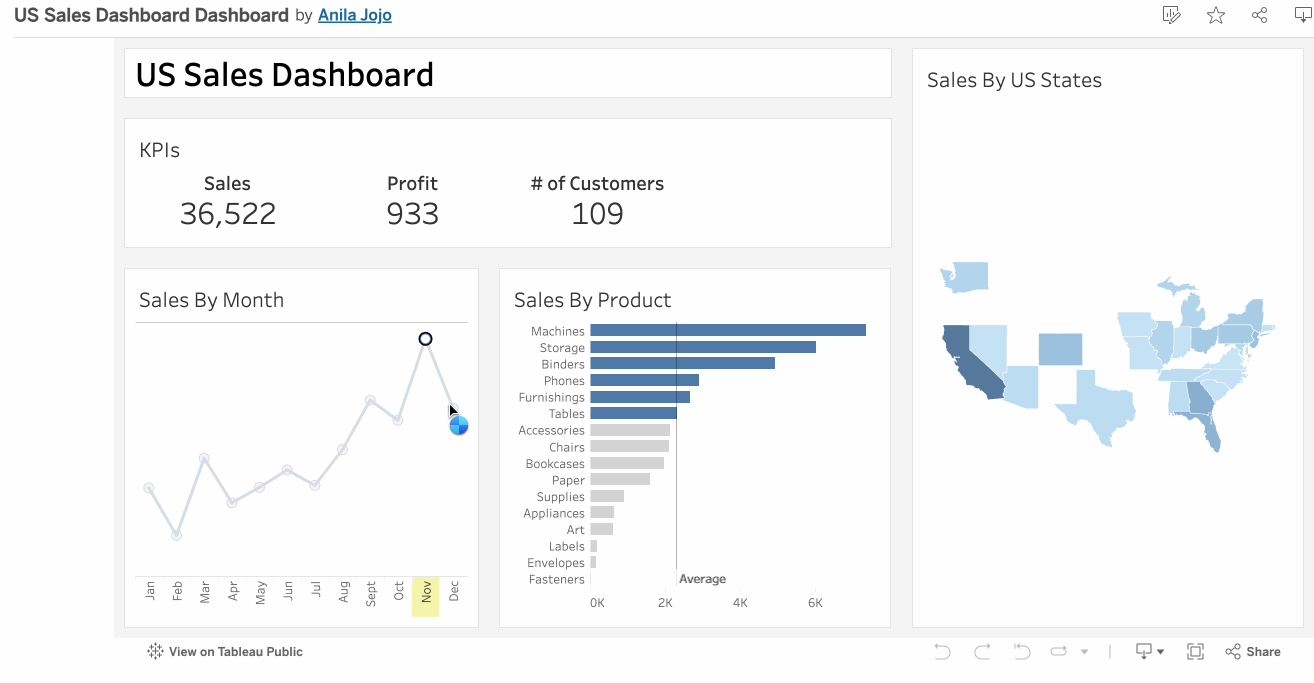 US Sales Dashboard Dashboard by Anila Jojo
US Sales Dashboard
KPIs
Sales Profit # of Customers
36,522 933 109
Sales By Month
Jan Feb Mar Apr May Jun Jul Aug Sept Oct Nov Dec
Sales By Product
Machines
Storage
Binders
Phones
Furnishings
Tables
Accessories
Chairs
Bookcases
Paper
Supplies
Appliances
Art
Labels
Envelopes
Fasteners
Average
0K 2K 4K 6K
Sales By US States
View on Tableau Public
Share